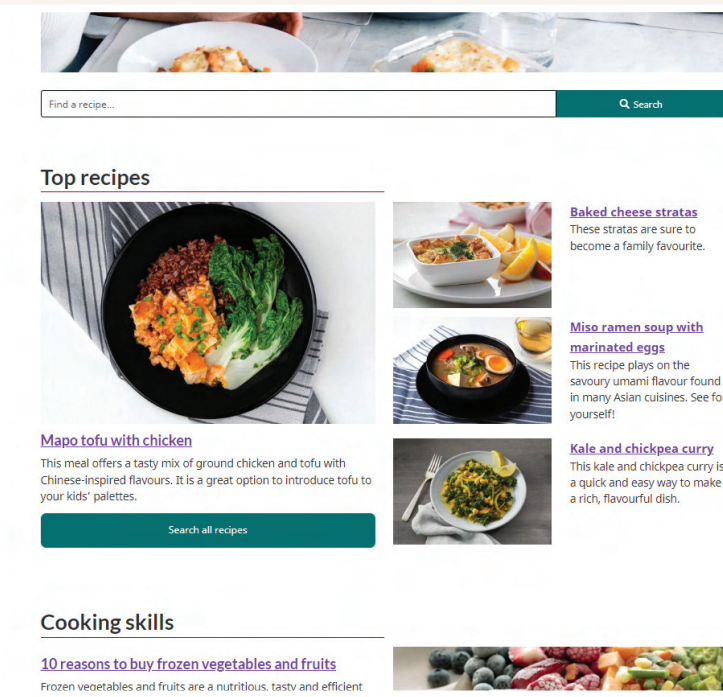 Find a recipe...
Search
Top recipes
Mapo tofu with chicken
This meal offers a tasty mix of ground chicken and tofu with
Chinese-inspired flavours. It is a great option to introduce tofu to
your kids' palettes.
Search all recipes
Baked cheese stratas
These stratas are sure to
become a family favourite.
Miso ramen soup with
marinated eggs
This recipe plays on the
savoury umami flavour found
in many Asian cuisines. See fo
yourself!
Kale and chickpea curry
This kale and chickpea curry is
a quick and easy way to make
a rich, flavourful dish.
Cooking skills
10 reasons to buy frozen vegetables and fruits
Frozen vegetables and fruits are a nutritious, tasty and efficient